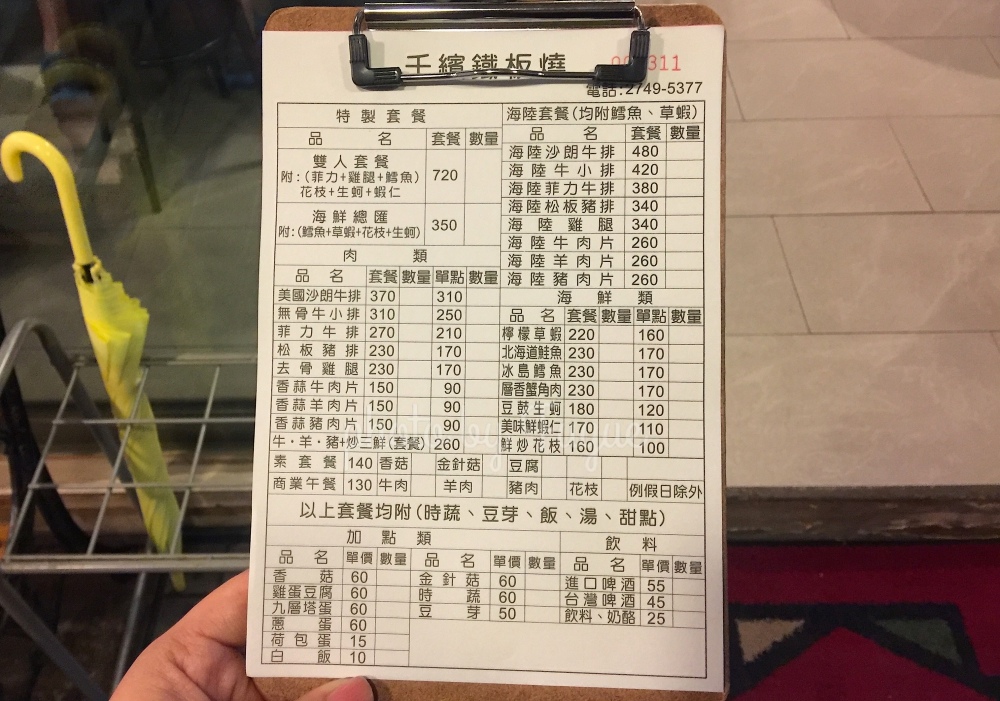 千繽鐵板燒
311
電話:2749-5377
特製套餐
品名 套餐 數量
雙人套餐
附:(菲力+雞腿+鱈魚) 720
花枝+生蚵+蝦仁
海鮮總匯
附:(鱈魚+草蝦+花枝+生蚵) 350
肉類
品名 套餐 數量 單點 數量
美國沙朗牛排 370 310
無骨牛小排 310 250
菲力牛排 270 210
松板豬排 230 170
去骨雞腿 230 170
香蒜牛肉片 150 90
香蒜羊肉片 150 90
香蒜豬肉片 150 90
牛·羊·豬+炒三鮮(套餐) 260
海陸套餐(均附鱈魚、草蝦)
品名 套餐 數量
海陸沙朗牛排 480
海陸牛小排 420
海陸菲力牛排 380
海陸松板豬排 340
海陸雞腿 340
海陸牛肉片 260
海陸羊肉片 260
海陸豬肉片 260
海鮮類
品名 套餐 數量 單點 數量
檸檬草蝦 220 160
北海道鮭魚 230 170
冰島鱈魚 230 170
層香蟹角肉 230 170
豆鼓生蚵 180 120
美味鮮蝦仁 170 110
鮮炒花枝 160 100
素套餐 140 香菇 金針菇 豆腐
商業午餐 130 牛肉 羊肉 豬肉 花枝 例假日除外
以上套餐均附(時蔬、豆芽、飯、湯、甜點)
加點類
品名 單價 數量 品名 單價 數量
香菇 60 金針菇 60
雞蛋豆腐 60 時蔬 60
九層塔蛋 60 豆芽 50
蔥蛋 60
荷包蛋 15
白飯 10
飲料
品名 單價 數量
進口啤酒 55
台灣啤酒 45
飲料、奶酪 25